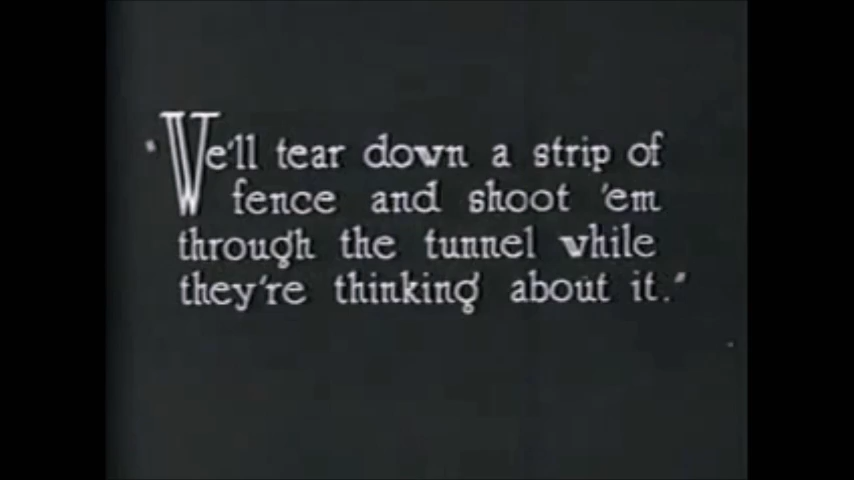 "We'll tear down a strip of
fence and shoot 'em
through the tunnel while
they're thinking about it."